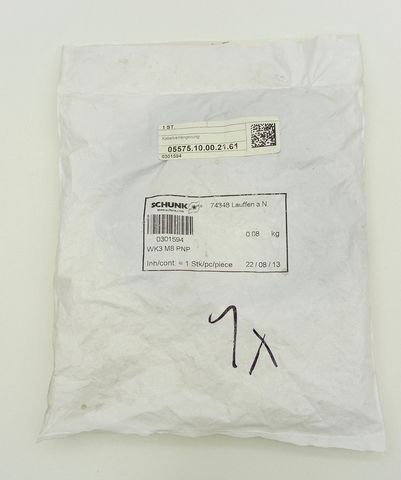 1 ST
Kabelverlängerung
05575.10.00.21.61
0301594
SCHUNK 74348 Lauffen a.N.
0301594 0.08 kg
WK3 M8 PNP
Inh/cont. = 1 Stk/pc/piece 22/08/13
1x